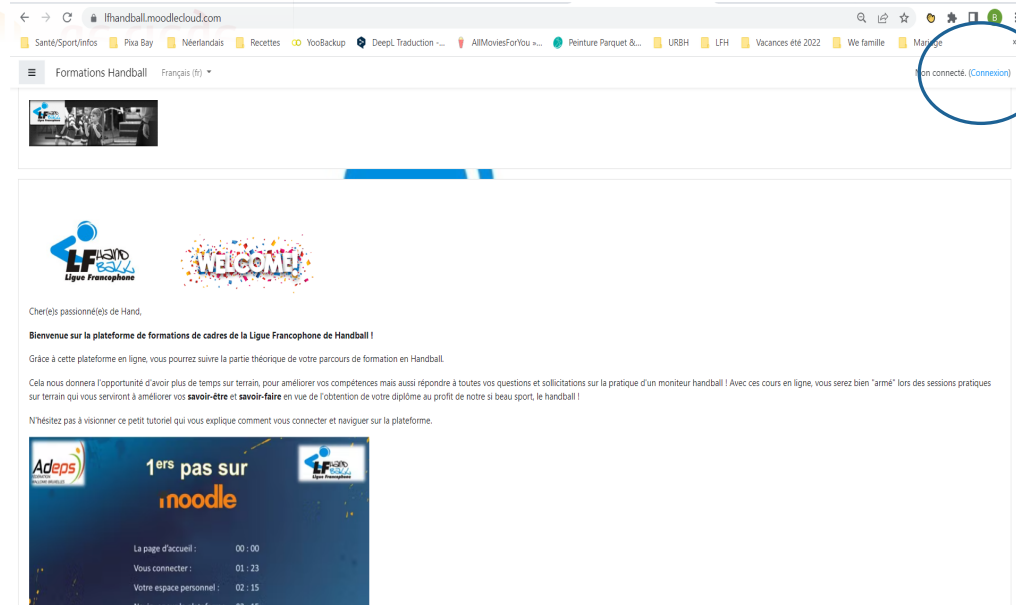 lfhandball.moodlecloud.com
B
Santé/Sport/infos Pixa Bay Néerlandais Recettes YooBackup DeepL Traduction -... AllMoviesForYou »... Peinture Parquet &... URBH LFH Vacances été 2022 We famille Mariage
Formations Handball Français (fr) Non connecté. (Connexion)
LF HAND BALL
Ligue Francophone
WELCOME!
Cher(e)s passionné(e)s de Hand,
Bienvenue sur la plateforme de formations de cadres de la Ligue Francophone de Handball !
Grâce à cette plateforme en ligne, vous pourrez suivre la partie théorique de votre parcours de formation en Handball.
Cela nous donnera l'opportunité d'avoir plus de temps sur terrain, pour améliorer vos compétences mais aussi répondre à toutes vos questions et sollicitations sur la pratique d'un moniteur handball ! Avec ces cours en ligne, vous serez bien "armé" lors des sessions pratiques
sur terrain qui vous serviront à améliorer vos savoir-être et savoir-faire en vue de l'obtention de votre diplôme au profit de notre si beau sport, le handball !
N'hésitez pas à visionner ce petit tutoriel qui vous explique comment vous connecter et naviguer sur la plateforme.
Adeps
LF HAND BALL
Ligue Francophone
1ers pas sur
moodle
La page d'accueil : 00 : 00
Vous connecter : 01 : 23
Votre espace personnel : 02 : 15